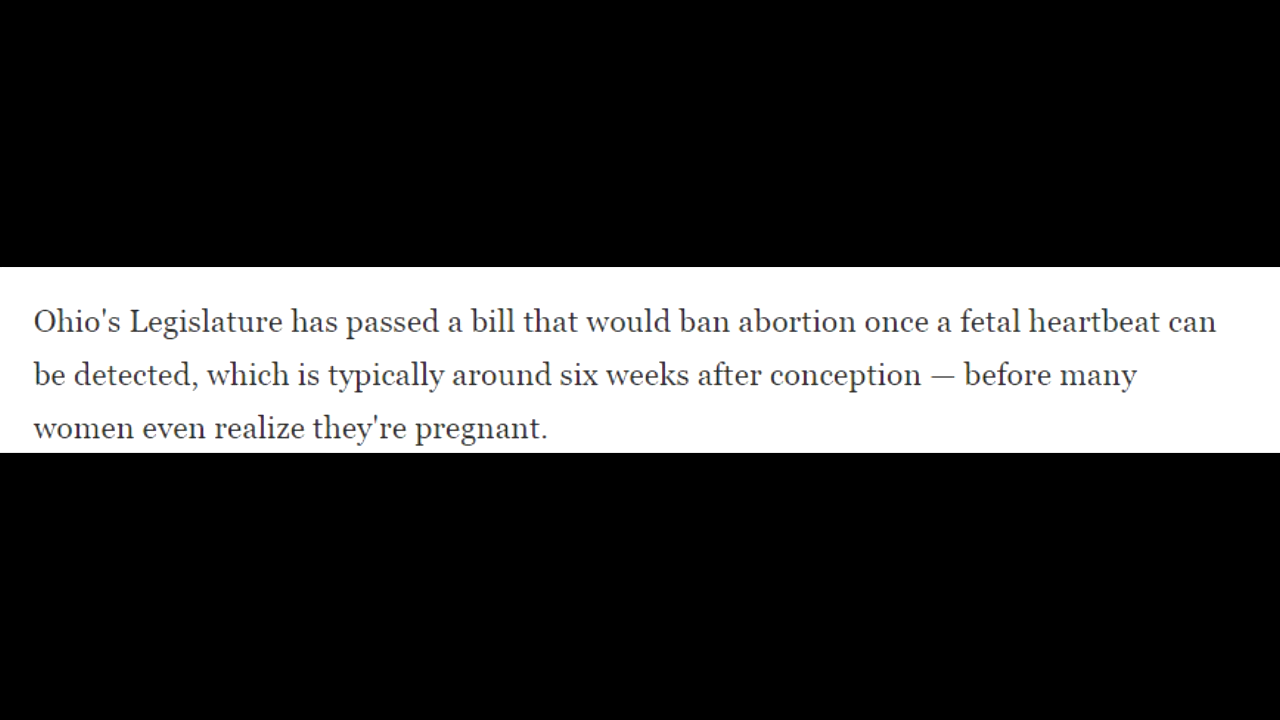 Ohio's Legislature has passed a bill that would ban abortion once a fetal heartbeat can
be detected, which is typically around six weeks after conception — before many
women even realize they're pregnant.